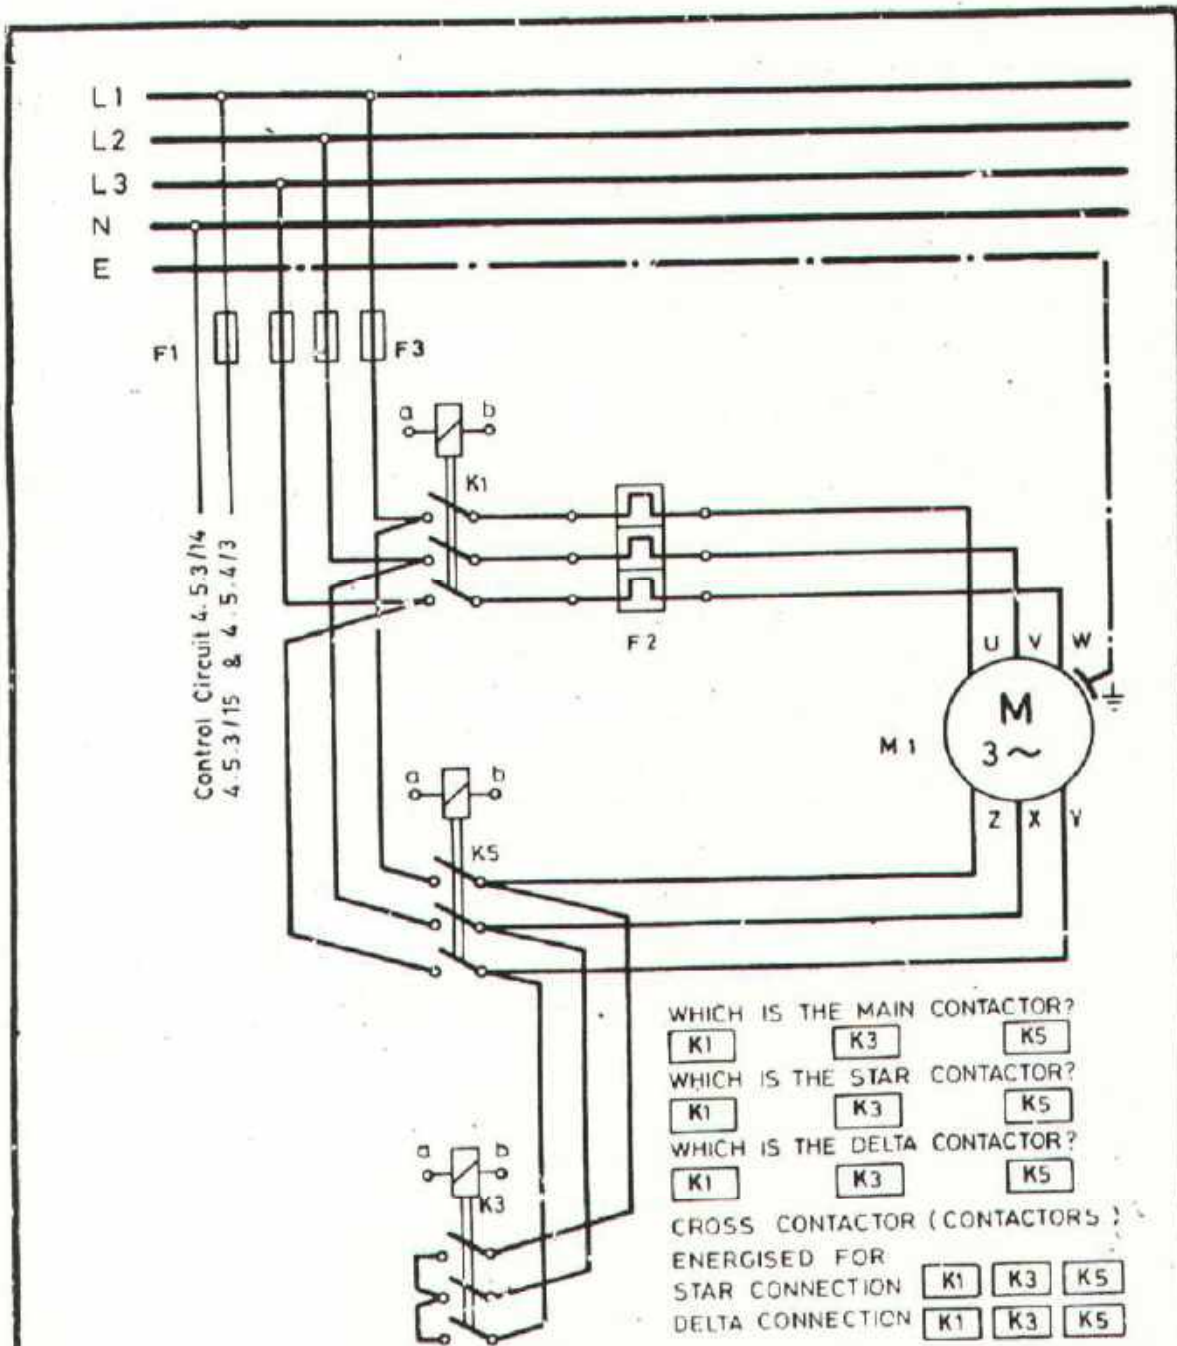 L1
L2
L3
N
E
F1
F3
a b
K1
Control Circuit 4.5.3/14
4.5.3/15 & 4.5.4/3
F2
U V W
M
3~
M1
Z X Y
a b
K5
WHICH IS THE MAIN CONTACTOR?
K1 K3 K5
WHICH IS THE STAR CONTACTOR?
K1 K3 K5
WHICH IS THE DELTA CONTACTOR?
K1 K3 K5
a b
K3
CROSS CONTACTOR (CONTACTORS)
ENERGISED FOR
STAR CONNECTION K1 K3 K5
DELTA CONNECTION K1 K3 K5